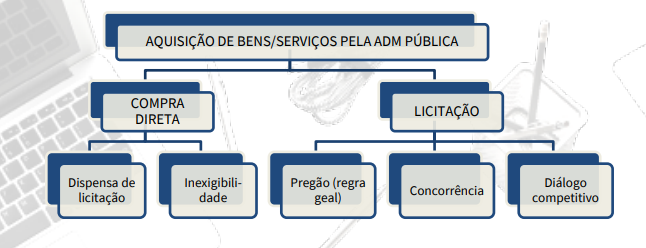 AQUISIÇÃO DE BENS/SERVIÇOS PELA ADM PÚBLICA
COMPRA
DIRETA
LICITAÇÃO
Dispensa de
licitação
Inexigibili-
dade
Pregão (regra
geal)
Concorrência
Diálogo
competitivo